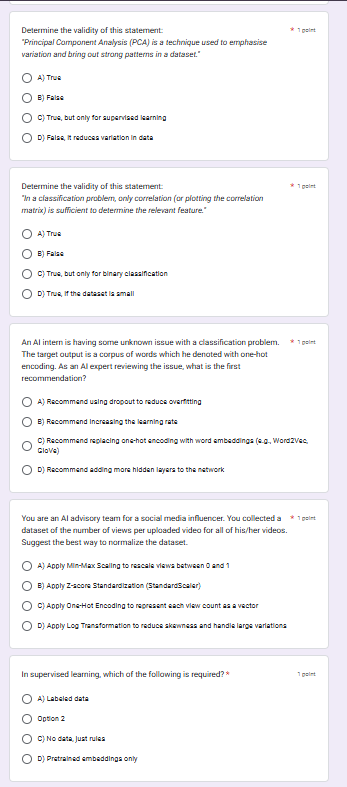 Determine the validity of this statement: * 1 point
"Principal Component Analysis (PCA) is a technique used to emphasise
variation and bring out strong patterns in a dataset."
A) True
B) False
C) True, but only for supervised learning
D) False, it reduces variation in data
Determine the validity of this statement: * 1 point
"In a classification problem, only correlation (or plotting the correlation
matrix) is sufficient to determine the relevant feature."
A) True
B) False
C) True, but only for binary classification
D) True, if the dataset is small
An AI intern is having some unknown issue with a classification problem. * 1 point
The target output is a corpus of words which he denoted with one-hot
encoding. As an AI expert reviewing the issue, what is the first
recommendation?
A) Recommend using dropout to reduce overfitting
B) Recommend increasing the learning rate
C) Recommend replacing one-hot encoding with word embeddings (e.g., Word2Vec,
GloVe)
D) Recommend adding more hidden layers to the network
You are an AI advisory team for a social media influencer. You collected a * 1 point
dataset of the number of views per uploaded video for all of his/her videos.
Suggest the best way to normalize the dataset.
A) Apply Min-Max Scaling to rescale views between 0 and 1
B) Apply Z-score Standardization (StandardScaler)
C) Apply One-Hot Encoding to represent each view count as a vector
D) Apply Log Transformation to reduce skewness and handle large variations
In supervised learning, which of the following is required? * 1 point
A) Labeled data
Option 2
C) No data, just rules
D) Pretrained embeddings only